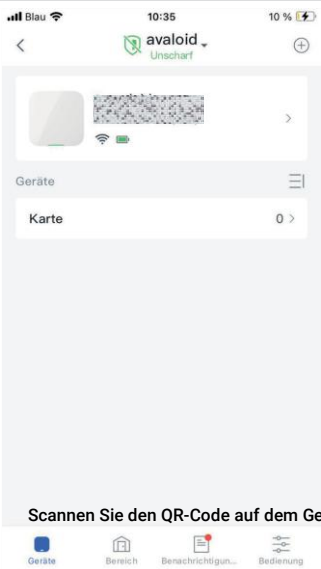 Blau
10:35
10 %
avaloid
Unscharf
Geräte
Karte
0
Scannen Sie den QR-Code auf dem Ge
Geräte
Bereich
Benachrichtigun...
Bedienung